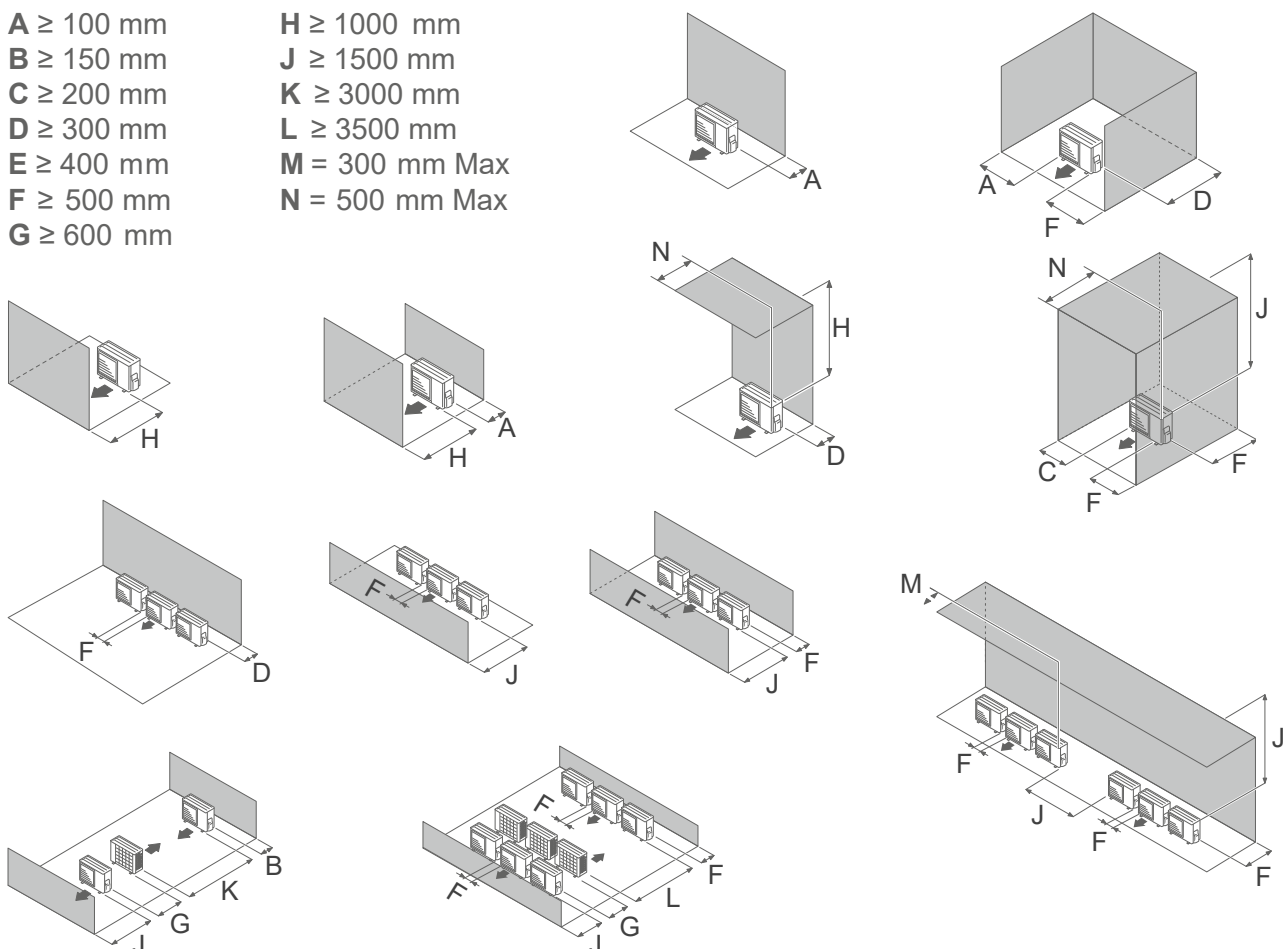 A ≥ 100 mm
B ≥ 150 mm
C ≥ 200 mm
D ≥ 300 mm
E ≥ 400 mm
F ≥ 500 mm
G ≥ 600 mm
H ≥ 1000 mm
J ≥ 1500 mm
K ≥ 3000 mm
L ≥ 3500 mm
M = 300 mm Max
N = 500 mm Max
A
A
F
D
H
H
A
N
H
D
N
J
C
F
F
F
D
F
J
F
J
F
M
F
J
F
J
F
B
K
G
F
F
F
L
G